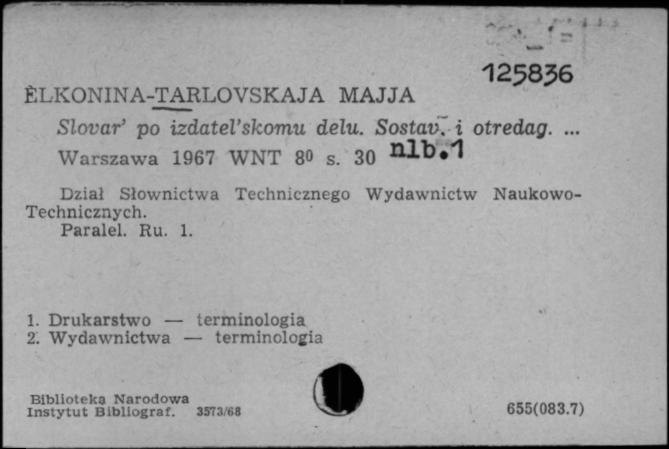 125836
ÈLKONINA-TARLOVSKAJA MAJJA
Slovar' po izdatel'skomu delu. Sostav. i otredag. ...
Warszawa 1967 WNT 8⁰ s. 30 nlb. 1
Dział Słownictwa Technicznego Wydawnictw Naukowo-
Technicznych.
Paralel. Ru. 1.
1. Drukarstwo — terminologia
2. Wydawnictwa — terminologia
Biblioteka Narodowa
Instytut Bibliograf. 3573/68
655(083.7)